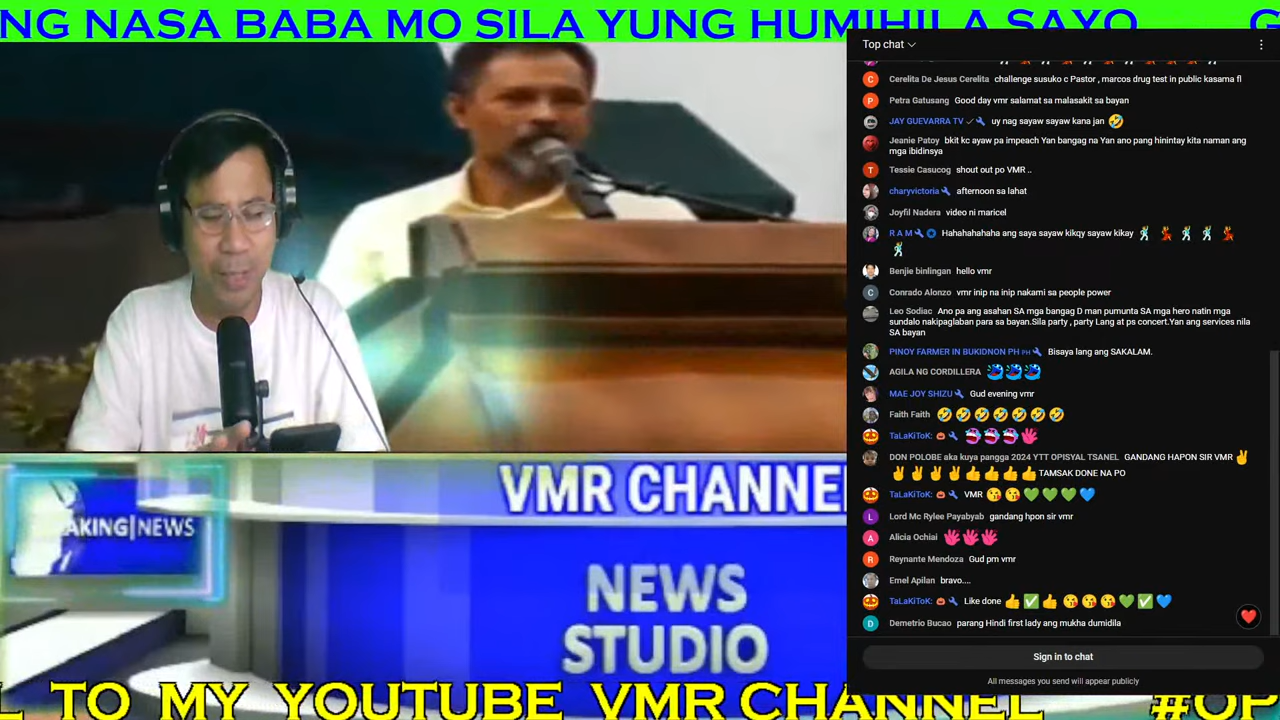 NG NASA BABA MO SILA YUNG HUMIHILA SAYO
Top chat
Cerelita De Jesus Cerelita challenge susuko c Pastor , marcos drug test in public kasama fl
Petra Gatusang Good day vmr salamat sa malasakit sa bayan
JAY GUEVARRA TV uy nag sayaw sayaw kana jan 🤣
Jeanie Patoy bkit kc ayaw pa impeach Yan bangag na Yan ano pang hinintay kita naman ang
mga ibidinsya
Tessie Casucog shout out po VMR ..
charyvictoria afternoon sa lahat
Joyfil Nadera video ni maricel
R A M Hahahahahaha ang saya sayaw kikqy sayaw kikay
Benjie binlingan hello vmr
Conrado Alonzo vmr inip na inip nakami sa people power
Leo Sodiac Ano pa ang asahan SA mga bangag D man pumunta SA mga hero natin mga
sundalo nakipaglaban para sa bayan.Sila party , party Lang at ps concert.Yan ang services nila
SA bayan
PINOY FARMER IN BUKIDNON PH PH Bisaya lang ang SAKALAM.
AGILA NG CORDILLERA
MAE JOY SHIZU Gud evening vmr
Faith Faith 🤣🤣🤣🤣🤣🤣🤣
TaLaKiToK:
DON POLOBE aka kuya pangga 2024 YTT OPISYAL TSANEL GANDANG HAPON SIR VMR ✌
✌✌✌✌👍👍👍👍 TAMSAK DONE NA PO
TaLaKiToK: VMR 😘😘💚💚💚💙
Lord Mc Rylee Payabyab gandang hpon sir vmr
Alicia Ochiai
Reynante Mendoza Gud pm vmr
Emel Apilan bravo....
TaLaKiToK: Like done 👍✅👍😘😘😘💚✅💙
Demetrio Bucao parang Hindi first lady ang mukha dumidila
Sign in to chat
All messages you send will appear publicly
VMR CHANNE
AKING|NEWS
NEWS
STUDIO
L TO MY YOUTUBE VMR CHANNEL #OP